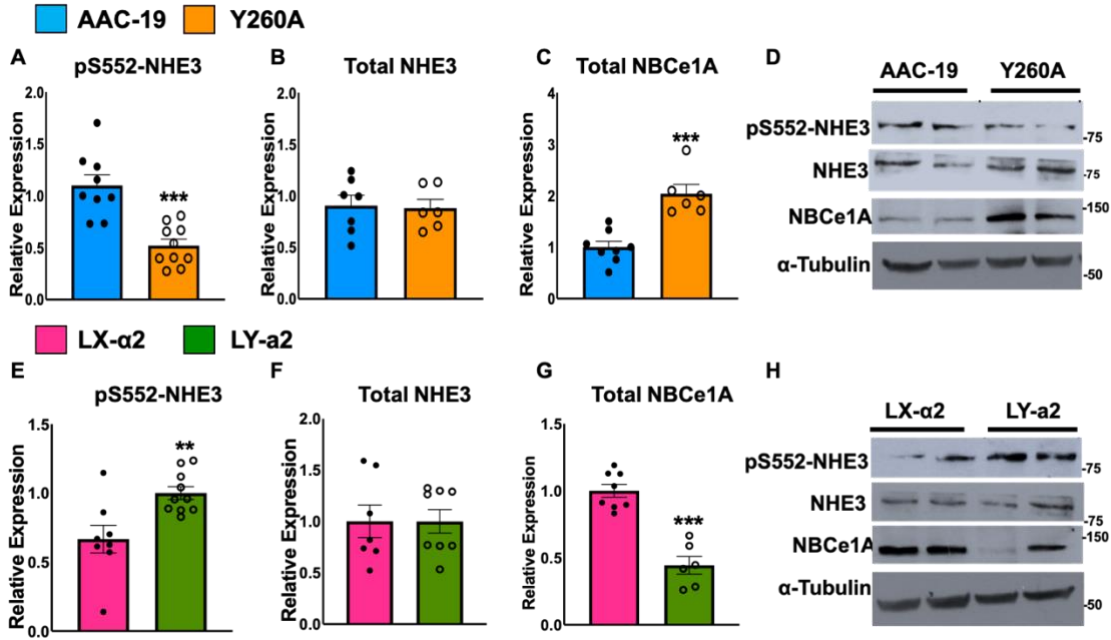 AAC-19 Y260A
A pS552-NHE3
Relative Expression
2.0
1.5
1.0
0.5
0.0
***
B Total NHE3
Relative Expression
2.0
1.5
1.0
0.5
0.0
C Total NBCe1A
Relative Expression
4
3
2
1
0
***
D
AAC-19 Y260A
pS552-NHE3 -75
NHE3 -75
NBCe1A -150
α-Tubulin -50
LX-α2 LY-a2
E pS552-NHE3
Relative Expression
1.5
1.0
0.5
0.0
**
F Total NHE3
Relative Expression
2.0
1.5
1.0
0.5
0.0
G Total NBCe1A
Relative Expression
1.5
1.0
0.5
0.0
***
H
LX-α2 LY-a2
pS552-NHE3 -75
NHE3 -75
NBCe1A -150
α-Tubulin -50